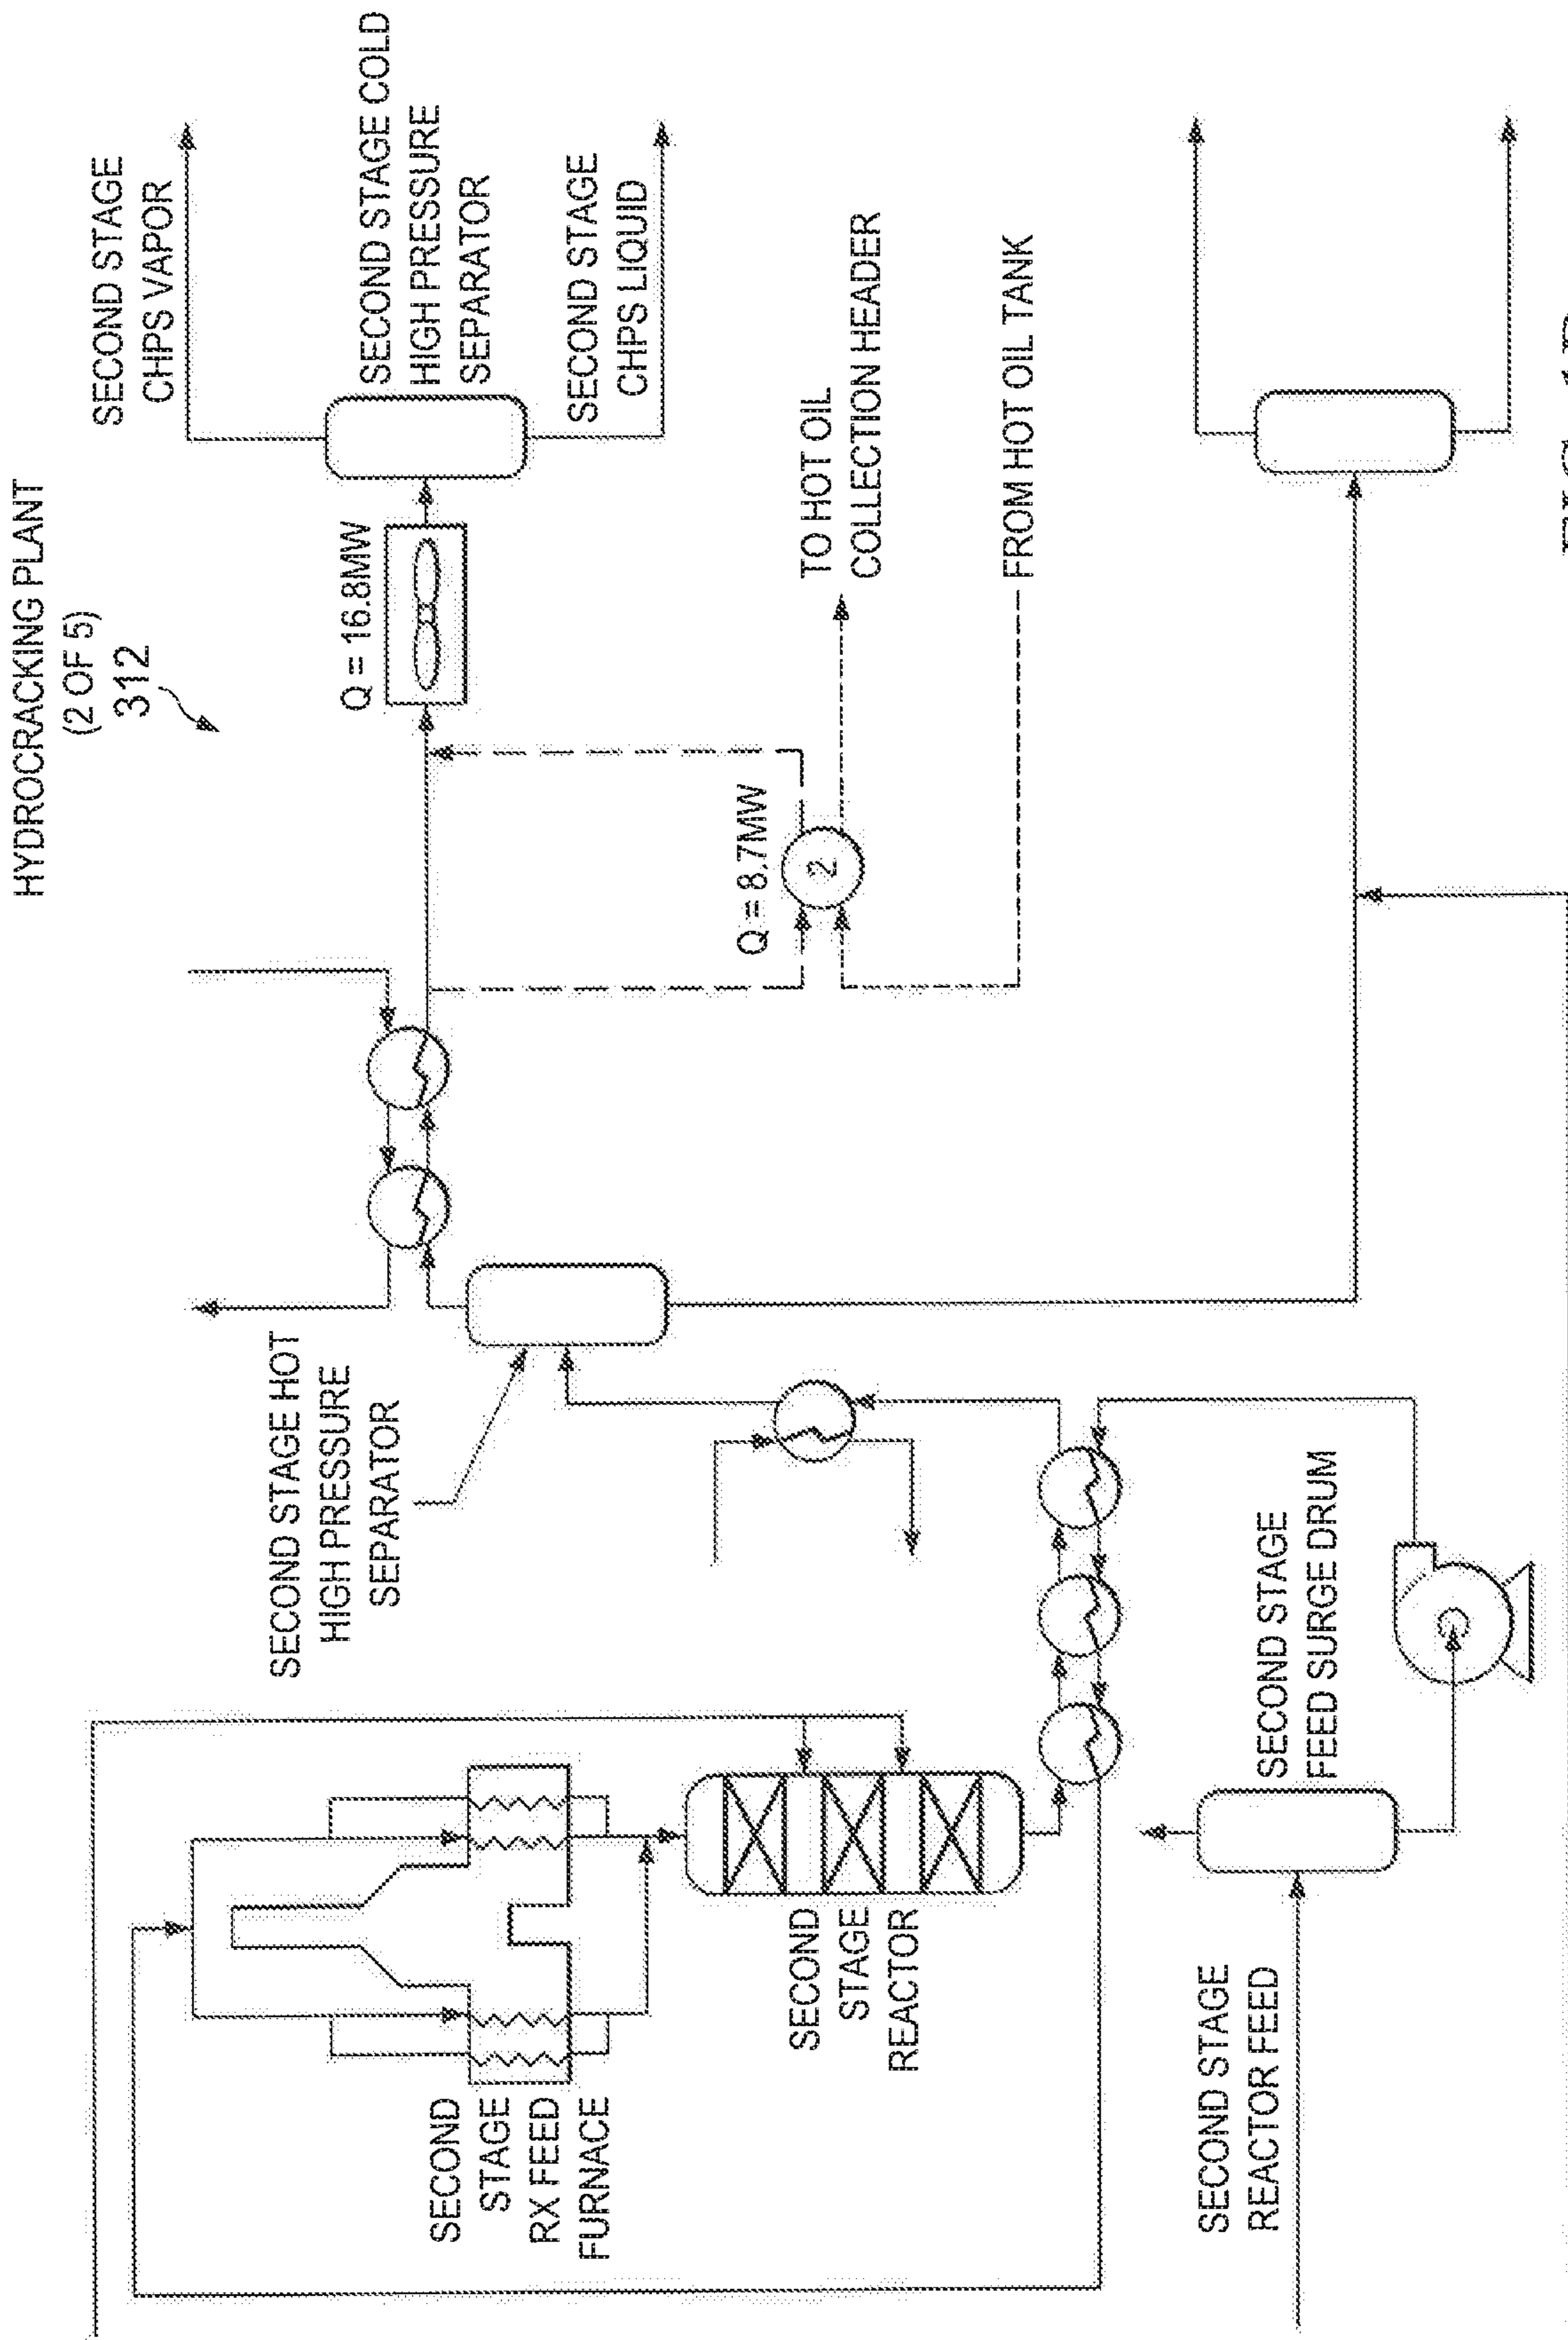 HYDROCRACKING PLANT
(2 OF 5)
312
SECOND STAGE
CHPS VAPOR
SECOND STAGE COLD
HIGH PRESSURE
SEPARATOR
SECOND STAGE
CHPS LIQUID
Q = 16.8MW
TO HOT OIL
COLLECTION HEADER
FROM HOT OIL TANK
Q = 8.7MW
2
SECOND STAGE HOT
HIGH PRESSURE
SEPARATOR
SECOND STAGE
FEED SURGE DRUM
SECOND
STAGE
REACTOR
SECOND
STAGE
RX FEED
FURNACE
SECOND STAGE
REACTOR FEED